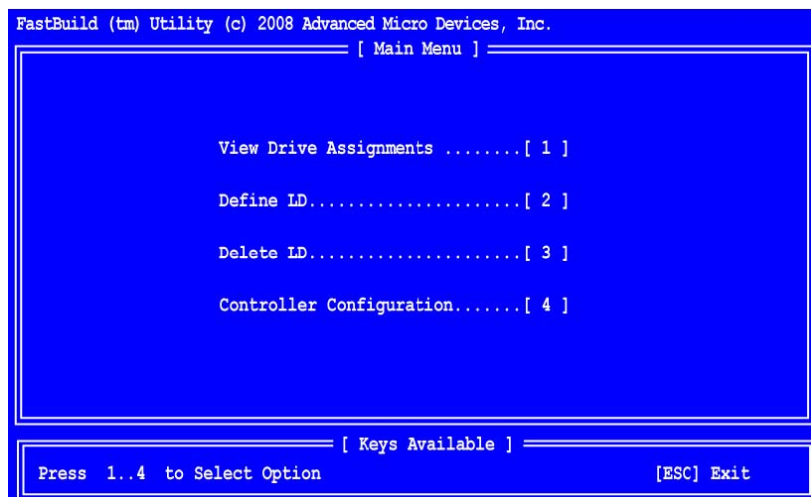 FastBuild (tm) Utility (c) 2008 Advanced Micro Devices, Inc.
[ Main Menu ]
View Drive Assignments ........[ 1 ]
Define LD......................[ 2 ]
Delete LD......................[ 3 ]
Controller Configuration.......[ 4 ]
[ Keys Available ]
Press 1..4 to Select Option [ESC] Exit